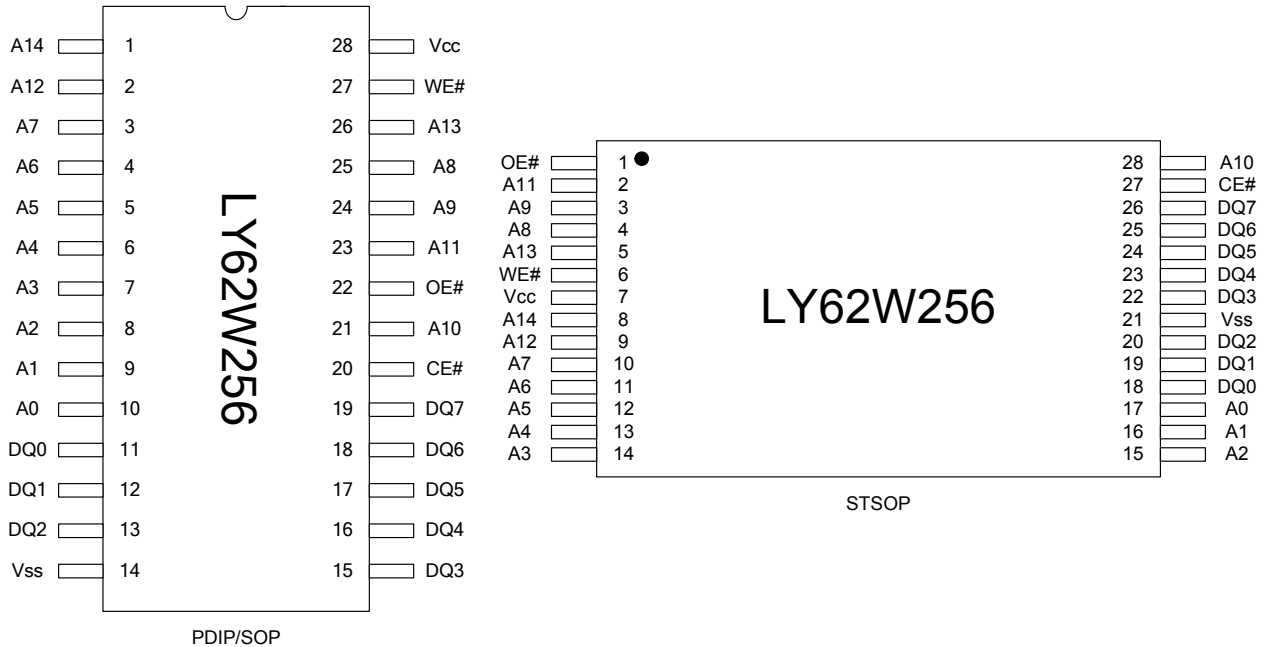 A14 1 28 Vcc
A12 2 27 WE#
A7 3 26 A13
A6 4 25 A8
A5 5 24 A9
A4 6 23 A11
A3 7 22 OE#
A2 8 21 A10
A1 9 20 CE#
A0 10 19 DQ7
DQ0 11 18 DQ6
DQ1 12 17 DQ5
DQ2 13 16 DQ4
Vss 14 15 DQ3
LY62W256
PDIP/SOP
OE# 1 28 A10
A11 2 27 CE#
A9 3 26 DQ7
A8 4 25 DQ6
A13 5 24 DQ5
WE# 6 23 DQ4
Vcc 7 22 DQ3
A14 8 21 Vss
A12 9 20 DQ2
A7 10 19 DQ1
A6 11 18 DQ0
A5 12 17 A0
A4 13 16 A1
A3 14 15 A2
LY62W256
STSOP